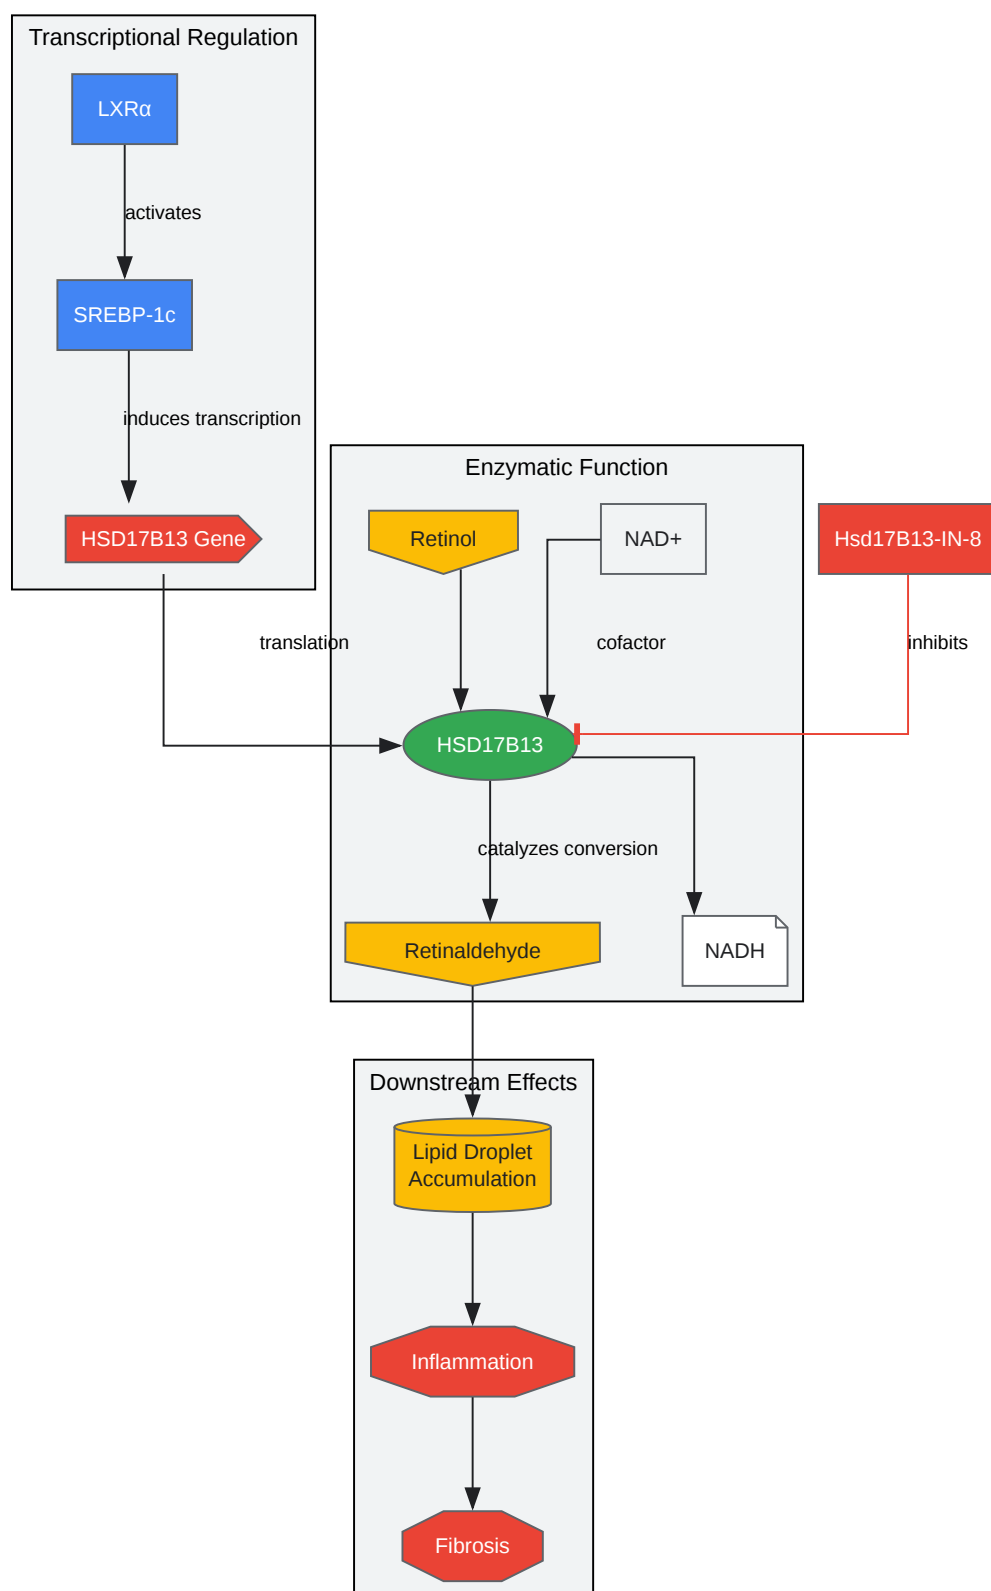 Transcriptional Regulation
LXRα
activates
SREBP-1c
induces transcription
HSD17B13 Gene
translation
Enzymatic Function
Retinol
NAD+
cofactor
Hsd17B13-IN-8
inhibits
HSD17B13
catalyzes conversion
Retinaldehyde
NADH
Downstream Effects
Lipid Droplet
Accumulation
Inflammation
Fibrosis